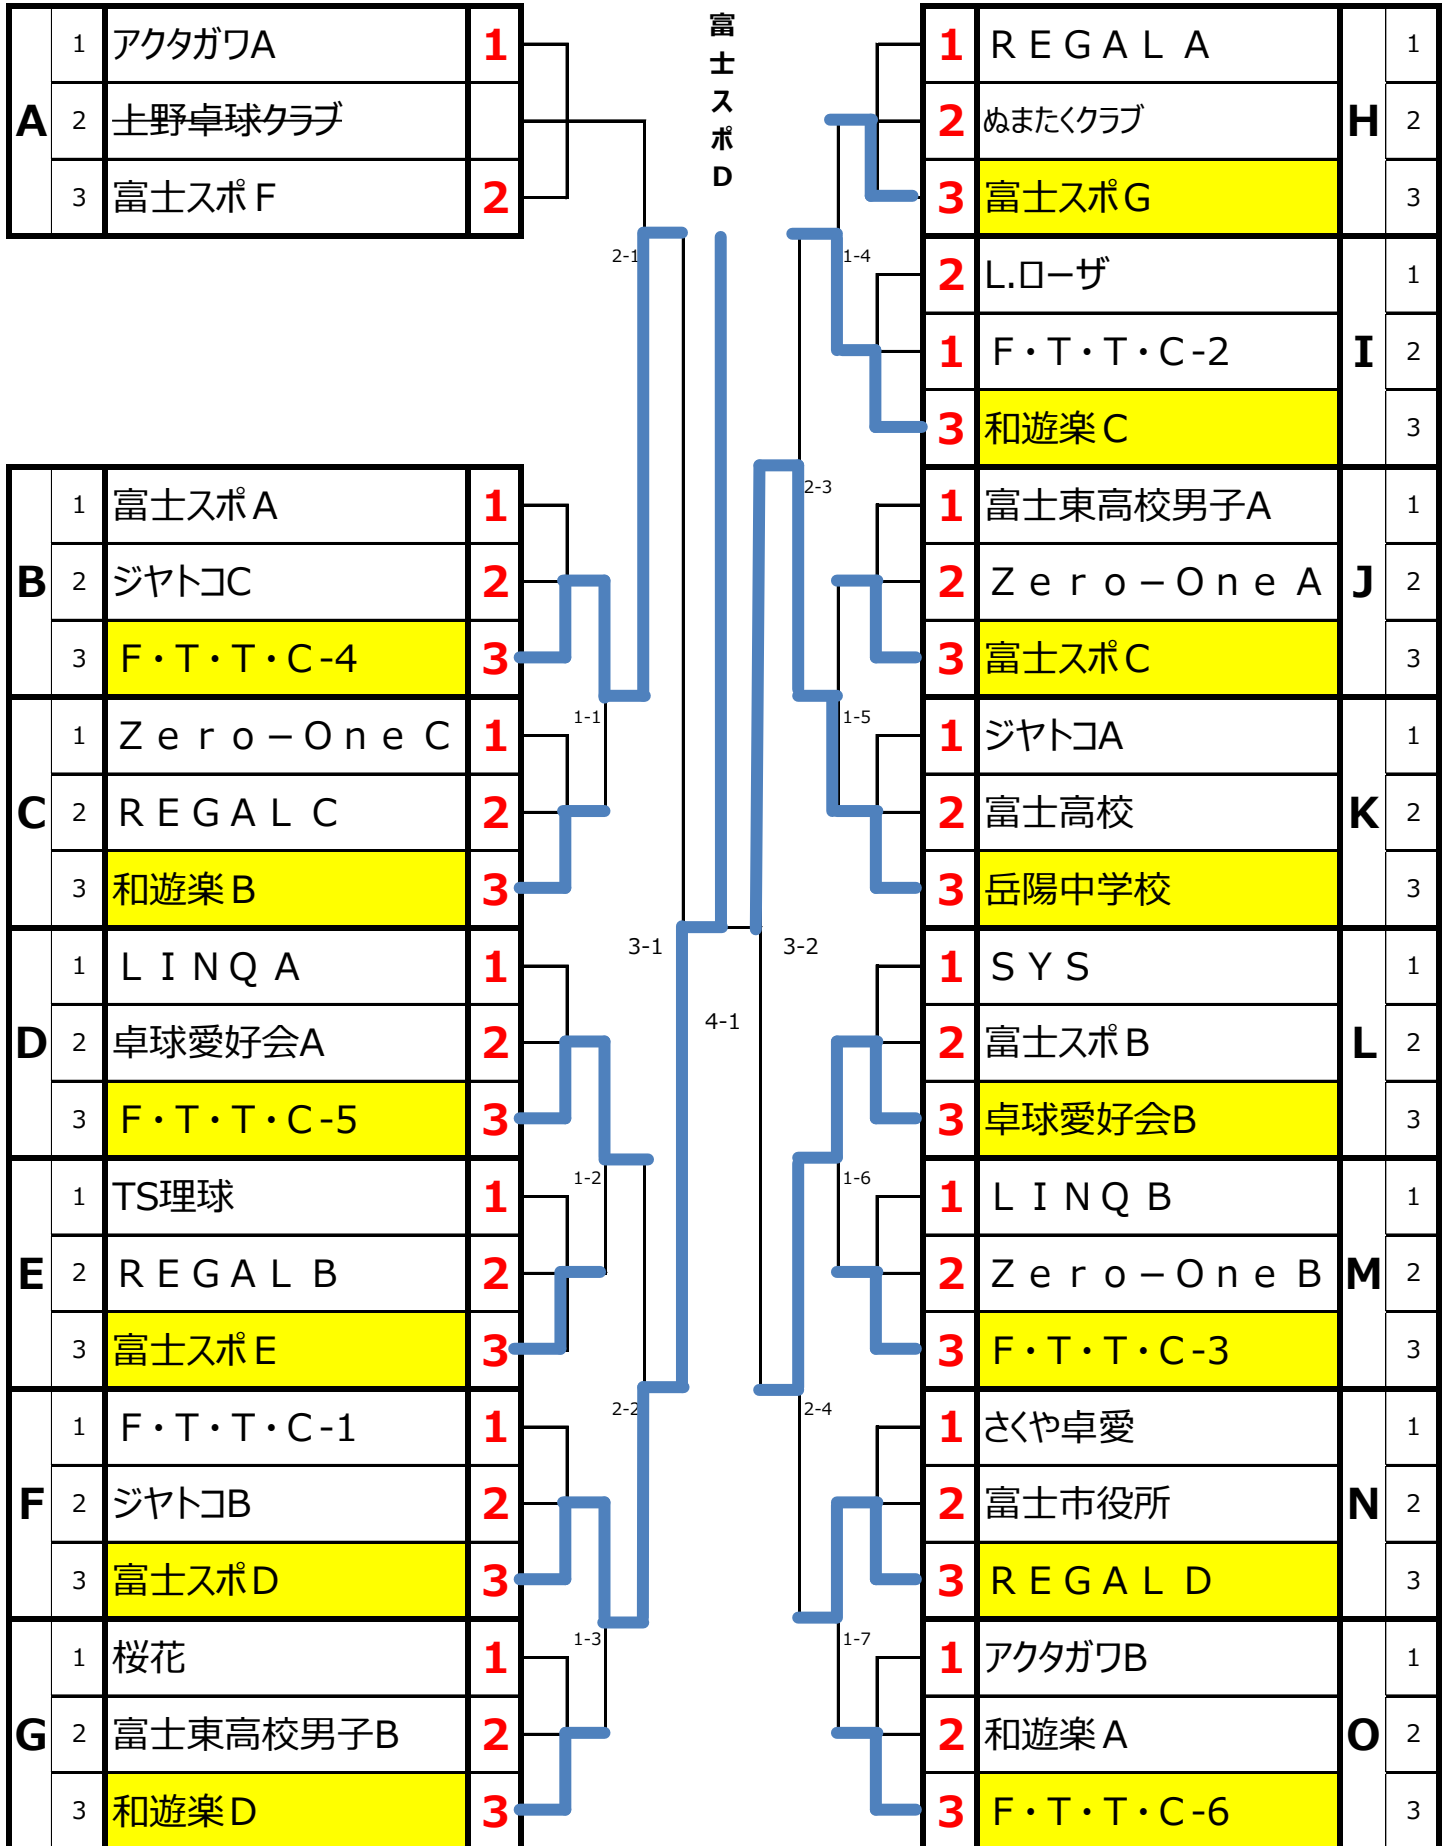 富士スポD
A
1 アクタガワA 1
2 上野卓球クラブ
3 富士スポF 2
B
1 富士スポA 1
2 ジヤトコC 2
3 F・T・T・C-4 3
C
1 Zero－OneC 1
2 REGAL C 2
3 和遊楽B 3
D
1 LINQA 1
2 卓球愛好会A 2
3 F・T・T・C-5 3
E
1 TS理球 1
2 REGAL B 2
3 富士スポE 3
F
1 F・T・T・C-1 1
2 ジヤトコB 2
3 富士スポD 3
G
1 桜花 1
2 富士東高校男子B 2
3 和遊楽D 3
2-1
1-1
3-1
1-2
2-2
1-3
4-1
1-4
2-3
1-5
3-2
1-6
2-4
1-7
H
1 REGAL A 1
2 ぬまたくクラブ 2
3 富士スポG 3
I
2 L.ローザ 1
1 F・T・T・C-2 2
3 和遊楽C 3
J
1 富士東高校男子A 1
2 Zero－OneA 2
3 富士スポC 3
K
1 ジヤトコA 1
2 富士高校 2
3 岳陽中学校 3
L
1 SYS 1
2 富士スポB 2
3 卓球愛好会B 3
M
1 LINQB 1
2 Zero－OneB 2
3 F・T・T・C-3 3
N
1 さくや卓愛 1
2 富士市役所 2
3 REGAL D 3
O
1 アクタガワB 1
2 和遊楽A 2
3 F・T・T・C-6 3